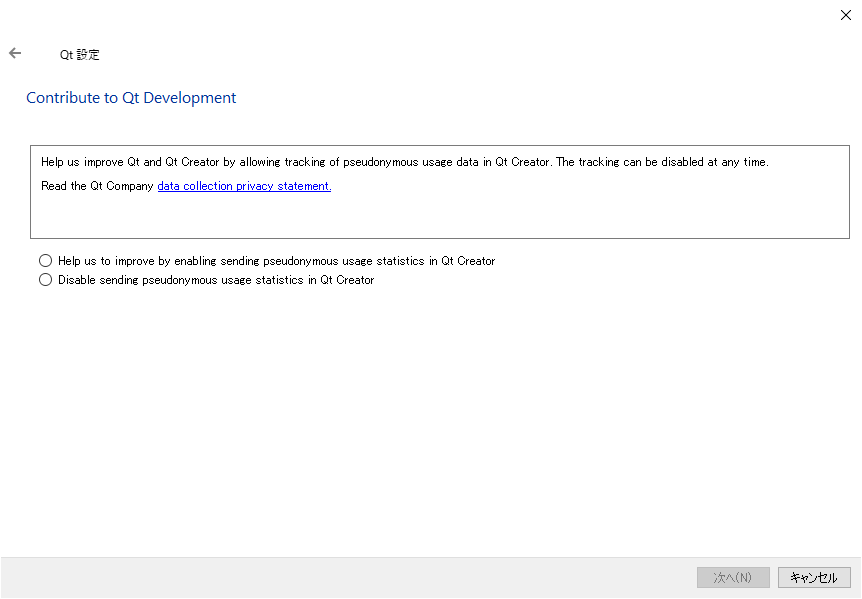 Qt 設定
Contribute to Qt Development
Help us improve Qt and Qt Creator by allowing tracking of pseudonymous usage data in Qt Creator. The tracking can be disabled at any time.
Read the Qt Company data collection privacy statement.
Help us to improve by enabling sending pseudonymous usage statistics in Qt Creator
Disable sending pseudonymous usage statistics in Qt Creator
次へ(N)
キャンセル